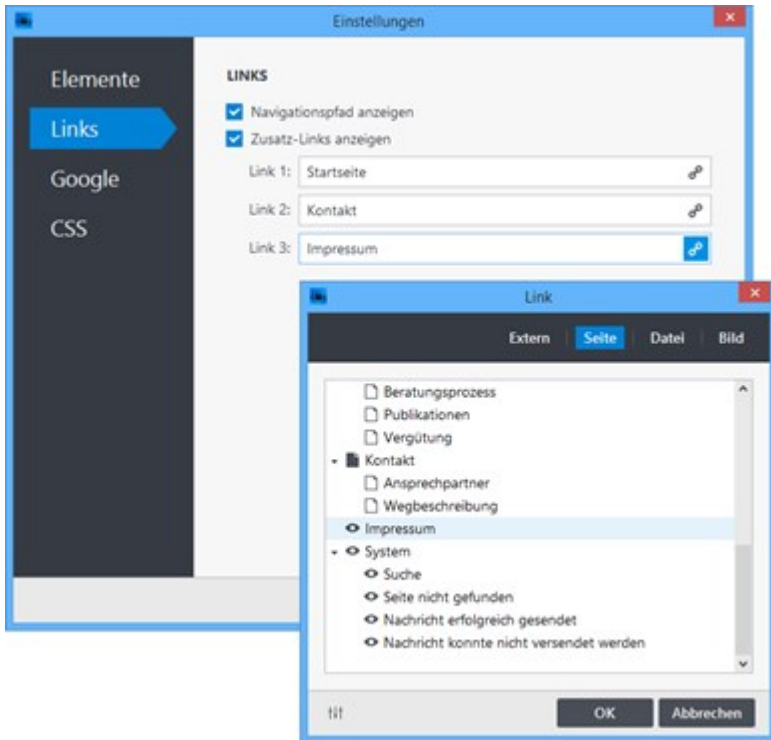 Einstellungen
Elemente
Links
Google
CSS
LINKS
Navigationspfad anzeigen
Zusatz-Links anzeigen
Link 1: Startseite
Link 2: Kontakt
Link 3: Impressum
Link
Extern Seite Datei Bild
Beratungsprozess
Publikationen
Vergütung
Kontakt
Ansprechpartner
Wegbeschreibung
Impressum
System
Suche
Seite nicht gefunden
Nachricht erfolgreich gesendet
Nachricht konnte nicht versendet werden
OK Abbrechen